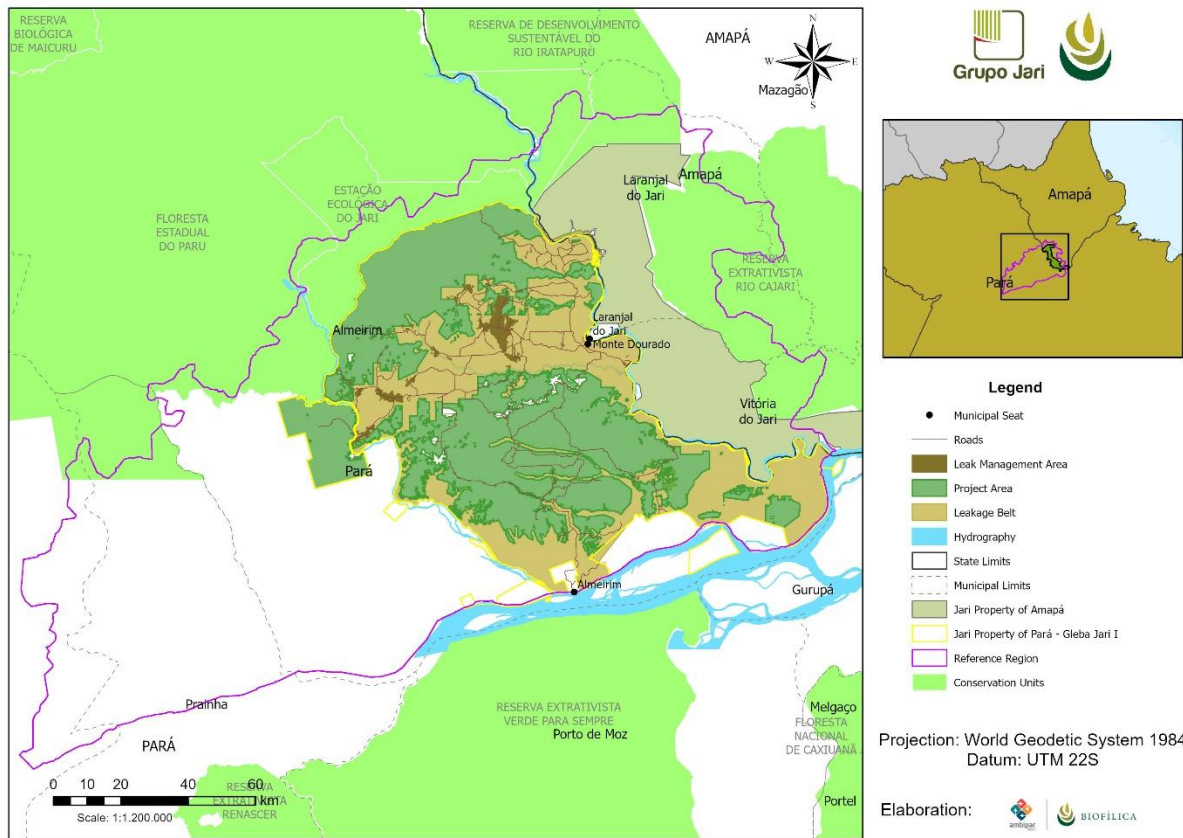 RESERVA
BIOLÓGICA
DE MAICURU
RESERVA DE DESENVOLVIMENTO
SUSTENTÁVEL DO
RIO IRATAPURU
AMAPÁ
N
W
E
S
Mazagão
FLORESTA
ESTADUAL
DO PARU
ESTAÇÃO
ECOLÓGICA
DO JARI
Laranjal
do Jari
Amapá
RESERVA
EXTRATIVISTA
RIO CAJARI
Almeirim
Laranjal
do Jari
Monte Dourado
Vitória
do Jari
Pará
Almeirim
Gurupá
Prainha
PARÁ
RESERVA EXTRATIVISTA
VERDE PARA SEMPRE
Porto de Moz
Melgaço
FLORESTA
NACIONAL
DE CAXIUANÃ
Portel
RESERVA
EXTRATIVISTA
RENASCER
0 10 20 40 60
km
Scale: 1:1.200.000
Grupo Jari
Amapá
Pará
Legend
Municipal Seat
Roads
Leak Management Area
Project Area
Leakage Belt
Hydrography
State Limits
Municipal Limits
Jari Property of Amapá
Jari Property of Pará - Gleba Jari I
Reference Region
Conservation Units
Projection: World Geodetic System 1984
Datum: UTM 22S
Elaboration:
ambipar
BIOFÍLICA